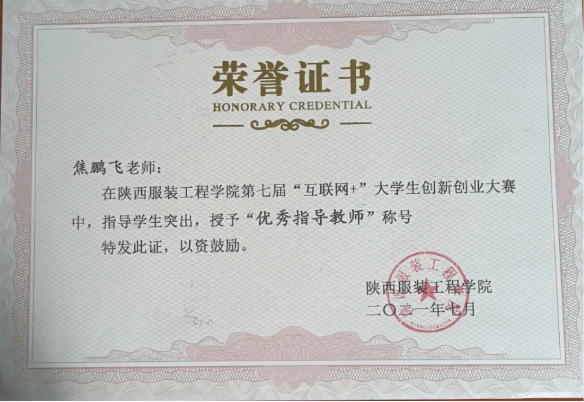 荣誉证书
HONORARY CREDENTIAL
焦鹏飞老师：
在陕西服装工程学院第七届“互联网+”大学生创新创业大赛
中，指导学生突出，授予“优秀指导教师”称号
特发此证，以资鼓励。
陕西服装工程学院
二〇二一年七月